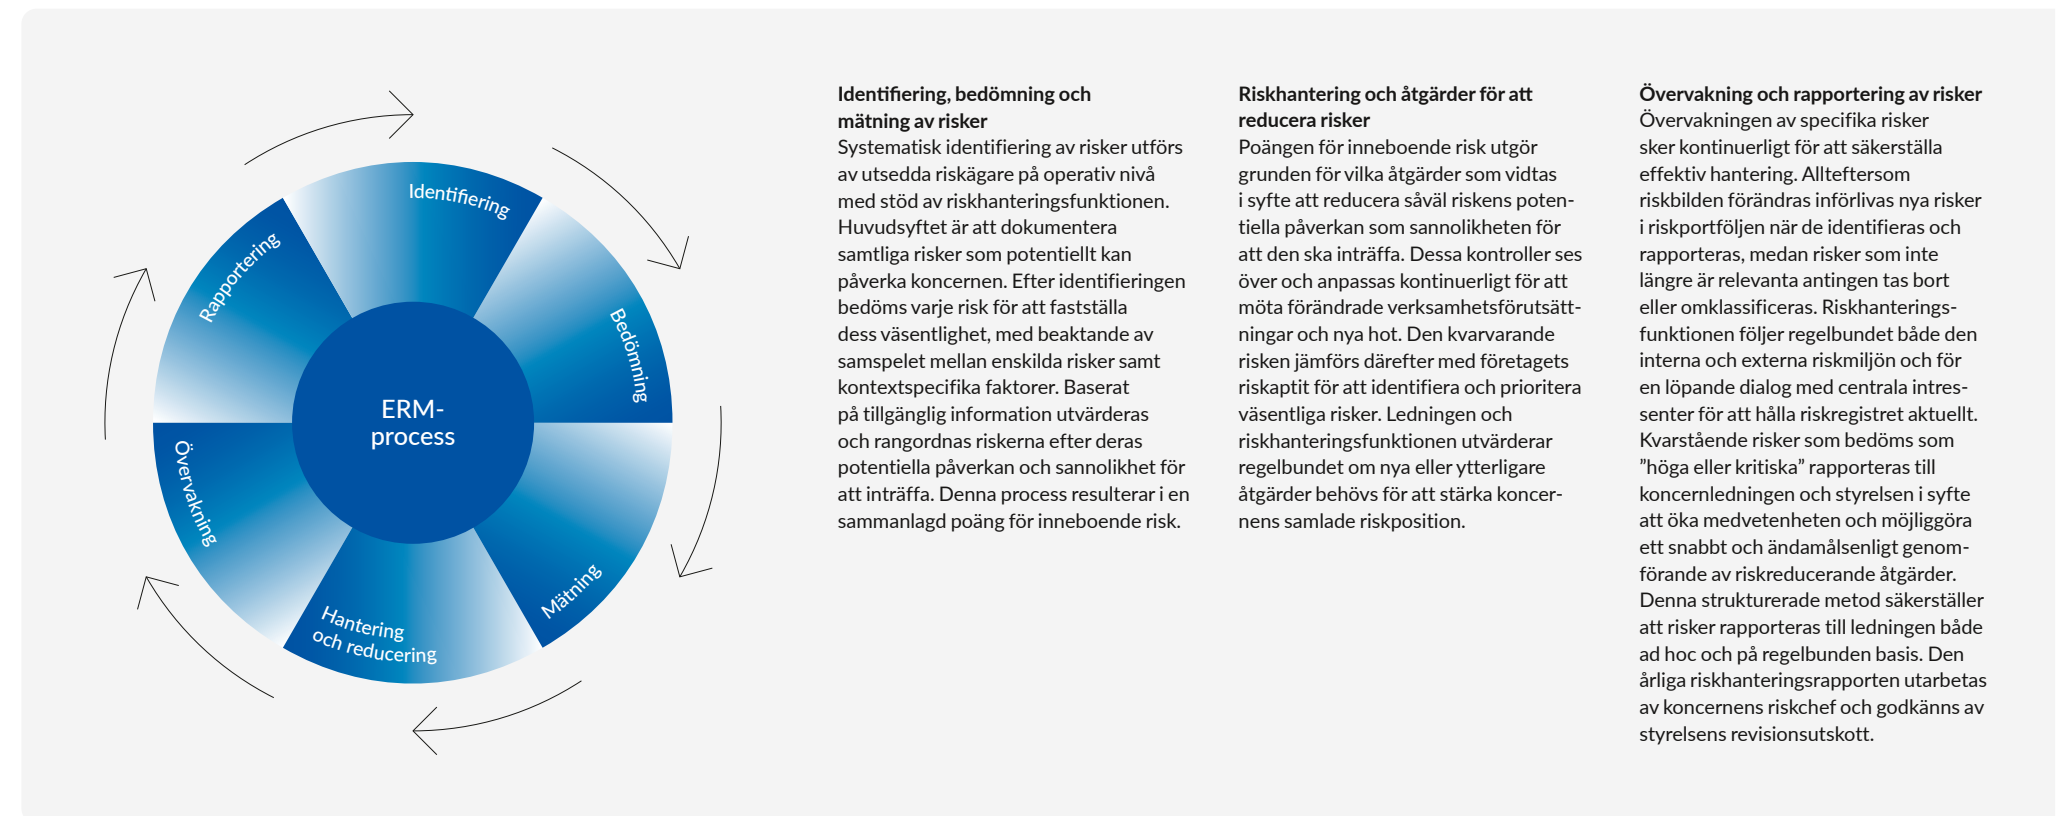 Identifiering
Bedömning
Mätning
Hantering
och reducering
Övervakning
Rapportering
ERM-
process
Identifiering, bedömning och
mätning av risker
Systematisk identifiering av risker utförs
av utsedda riskägare på operativ nivå
med stöd av riskhanteringsfunktionen.
Huvudsyftet är att dokumentera
samtliga risker som potentiellt kan
påverka koncernen. Efter identifieringen
bedöms varje risk för att fastställa
dess väsentlighet, med beaktande av
samspelet mellan enskilda risker samt
kontextspecifika faktorer. Baserat
på tillgänglig information utvärderas
och rangordnas riskerna efter deras
potentiella påverkan och sannolikhet för
att inträffa. Denna process resulterar i en
sammanlagd poäng för inneboende risk.
Riskhantering och åtgärder för att
reducera risker
Poängen för inneboende risk utgör
grunden för vilka åtgärder som vidtas
i syfte att reducera såväl riskens poten-
tiella påverkan som sannolikheten för
att den ska inträffa. Dessa kontroller ses
över och anpassas kontinuerligt för att
möta förändrade verksamhetsförutsätt-
ningar och nya hot. Den kvarvarande
risken jämförs därefter med företagets
riskaptit för att identifiera och prioritera
väsentliga risker. Ledningen och
riskhanteringsfunktionen utvärderar
regelbundet om nya eller ytterligare
åtgärder behövs för att stärka koncer-
nens samlade riskposition.
Övervakning och rapportering av risker
Övervakningen av specifika risker
sker kontinuerligt för att säkerställa
effektiv hantering. Allteftersom
riskbilden förändras införlivas nya risker
i riskportföljen när de identifieras och
rapporteras, medan risker som inte
längre är relevanta antingen tas bort
eller omklassificeras. Riskhanterings-
funktionen följer regelbundet både den
interna och externa riskmiljön och för
en löpande dialog med centrala intres-
senter för att hålla riskregistret aktuellt.
Kvarstående risker som bedöms som
”höga eller kritiska” rapporteras till
koncernledningen och styrelsen i syfte
att öka medvetenheten och möjliggöra
ett snabbt och ändamålsenligt genom-
förande av riskreducerande åtgärder.
Denna strukturerade metod säkerställer
att risker rapporteras till ledningen både
ad hoc och på regelbunden basis. Den
årliga riskhanteringsrapporten utarbetas
av koncernens riskchef och godkänns av
styrelsens revisionsutskott.